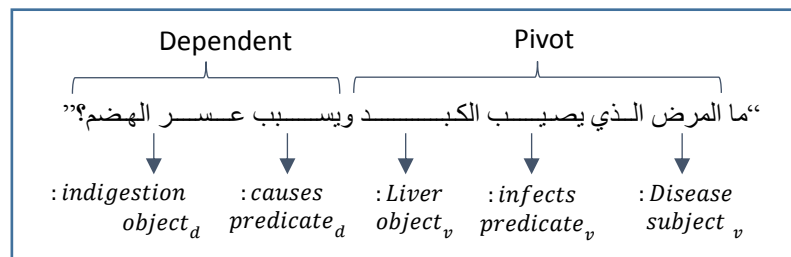 Dependent Pivot
“ما المرض الذي يصيب الكبد ويسبب عسر الهضم؟”
:indigestion :causes :Liver :infects :Disease
object_d predicate_d object_v predicate_v subject_v